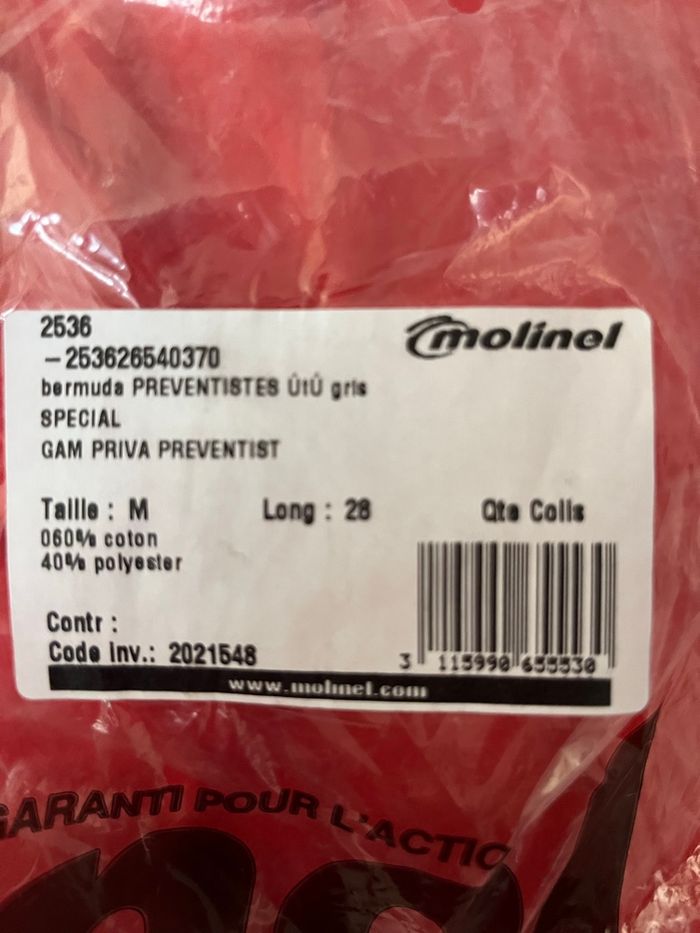 2536
-253626540370
molinel
bermuda PREVENTISTES ÛtÛ gris
SPECIAL
GAM PRIVA PREVENTIST
Taille : M Long : 28 Qte Colis
060% coton
40% polyester
Contr :
Code Inv.: 2021548
3 115990 655530
www.molinel.com
GARANTI POUR L'ACTIO